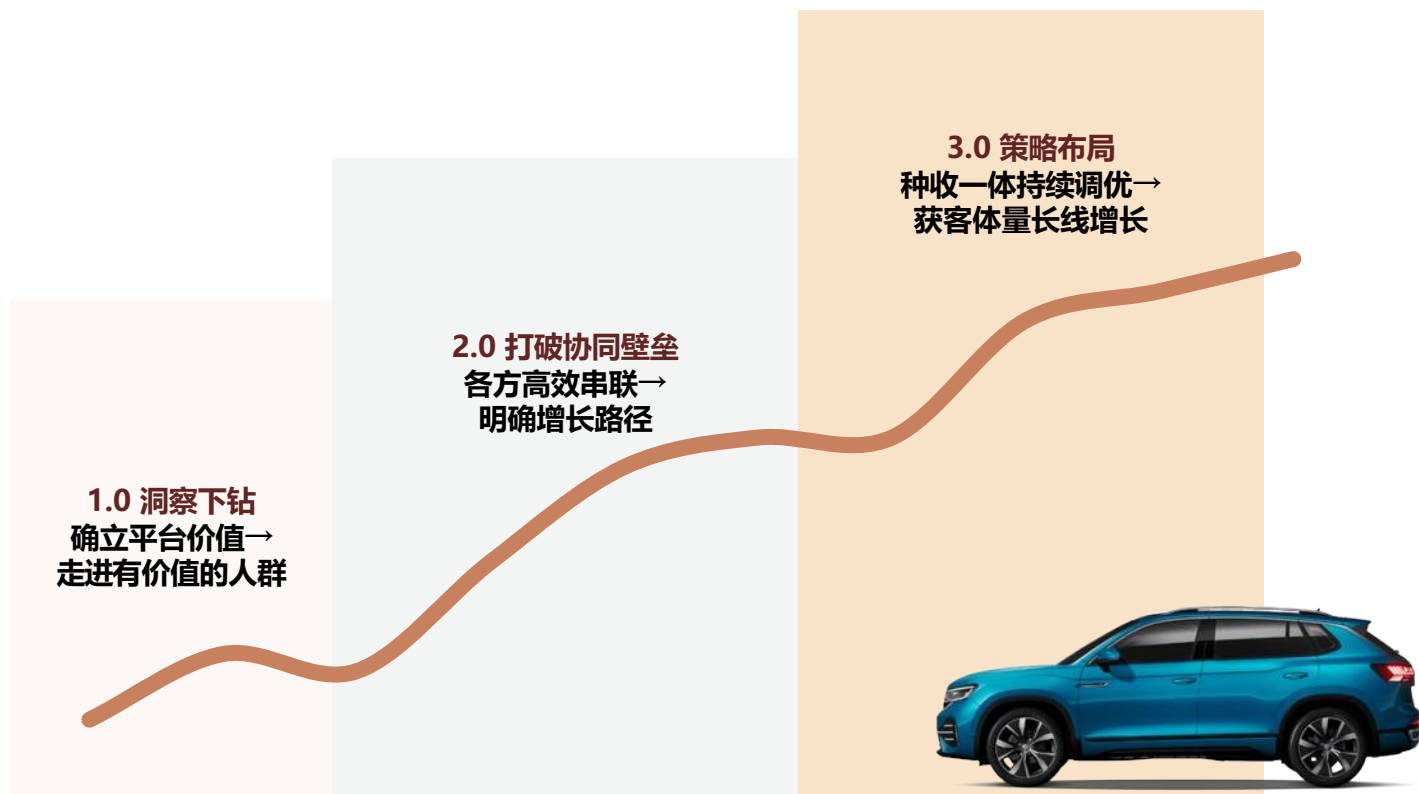 1.0 洞察下钻
确立平台价值→
走进有价值的人群
2.0 打破协同壁垒
各方高效串联→
明确增长路径
3.0 策略布局
种收一体持续调优→
获客体量长线增长